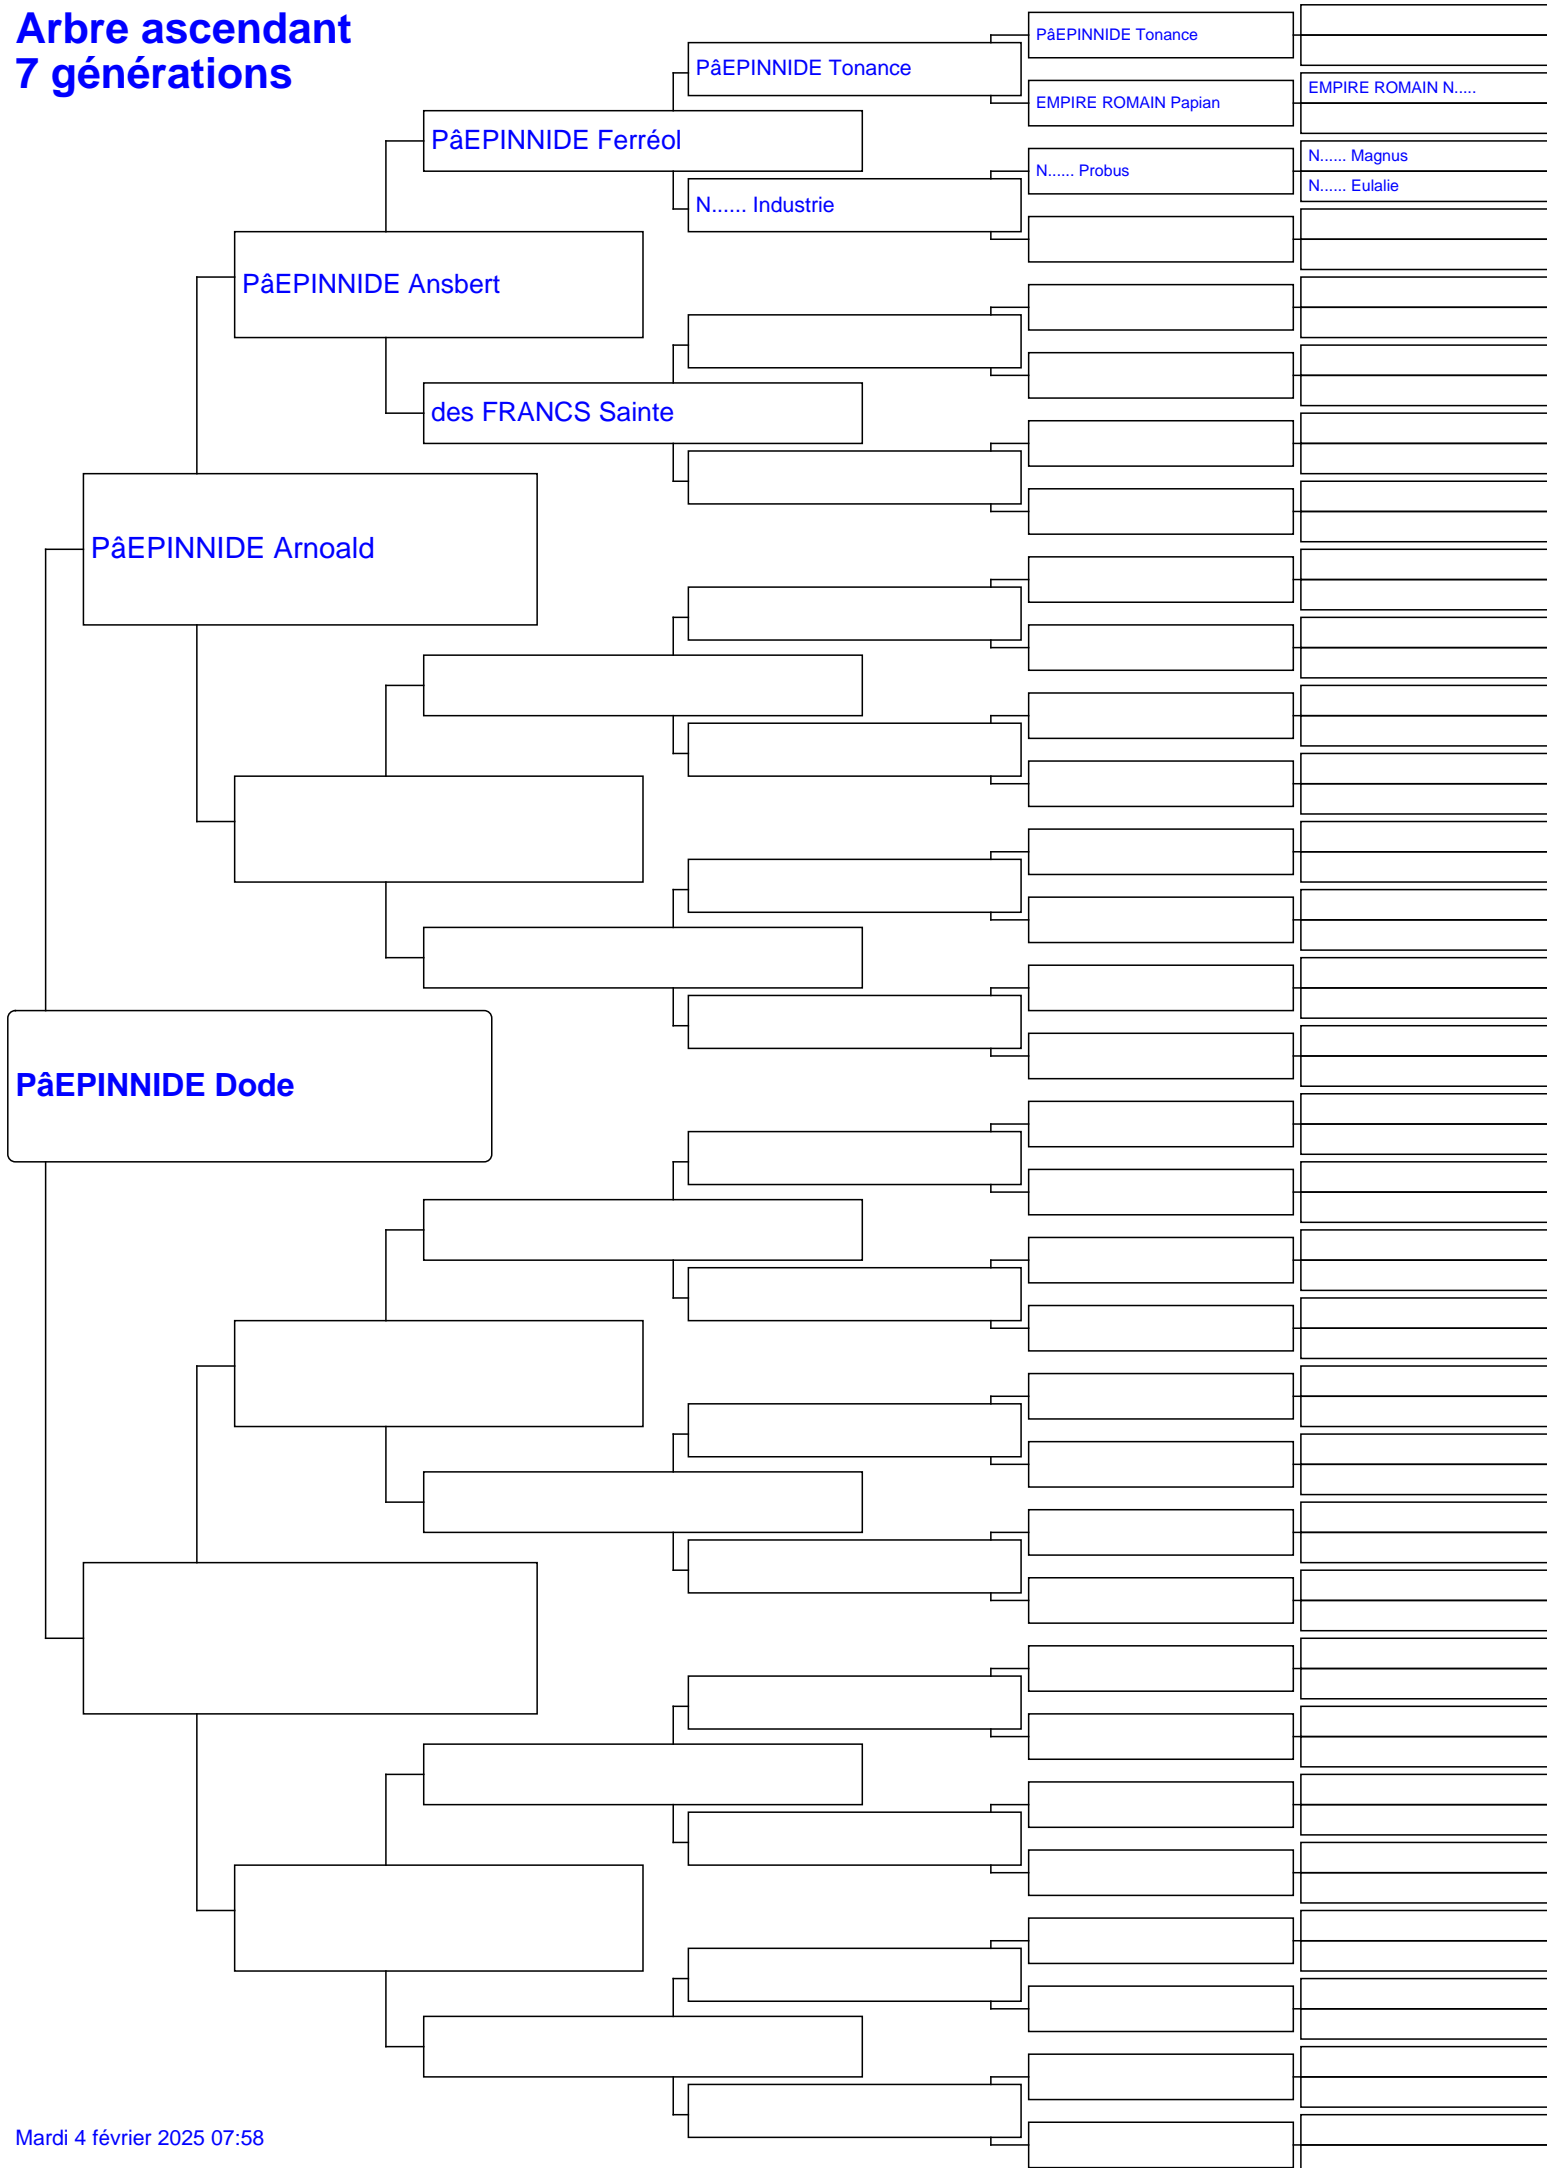 Arbre ascendant
7 générations
PâEPINNIDE Tonance
PâEPINNIDE Tonance
EMPIRE ROMAIN N.....
EMPIRE ROMAIN Papian
PâEPINNIDE Ferréol
N...... Magnus
N...... Probus
N...... Eulalie
N...... Industrie
PâEPINNIDE Ansbert
des FRANCS Sainte
PâEPINNIDE Arnoald
PâEPINNIDE Dode
Mardi 4 février 2025 07:58